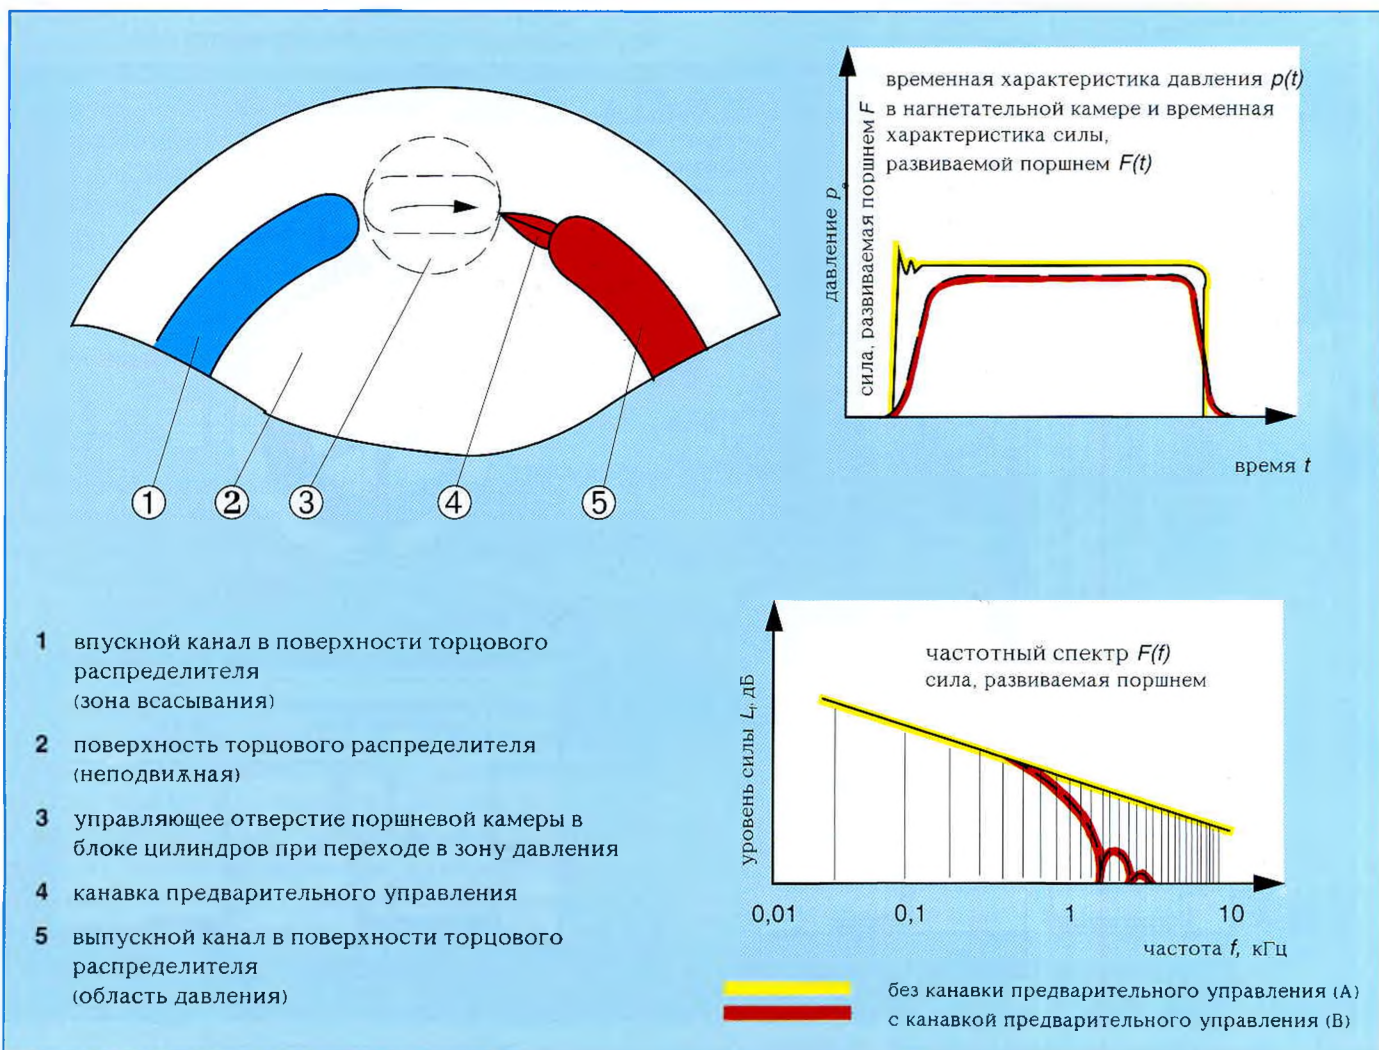 временная характеристика давления p(t)
в нагнетательной камере и временная
характеристика силы,
развиваемой поршнем F(t)
давление p
сила, развиваемая поршнем F
время t
1
2
3
4
5
1 впускной канал в поверхности торцового
распределителя
(зона всасывания)
2 поверхность торцового распределителя
(неподвижная)
3 управляющее отверстие поршневой камеры в
блоке цилиндров при переходе в зону давления
4 канавка предварительного управления
5 выпускной канал в поверхности торцового
распределителя
(область давления)
частотный спектр F(f)
сила, развиваемая поршнем
уровень силы L, дБ
0,01 0,1 1 10
частота f, кГц
без канавки предварительного управления (А)
с канавкой предварительного управления (В)